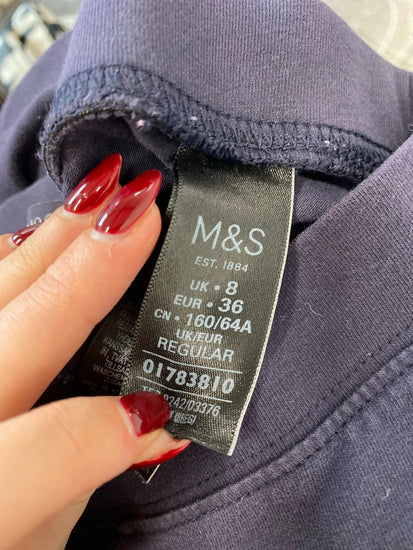 M&S
EST. 1884
UK • 8
EUR • 36
CN • 160/64A
UK/EUR
REGULAR
01783810